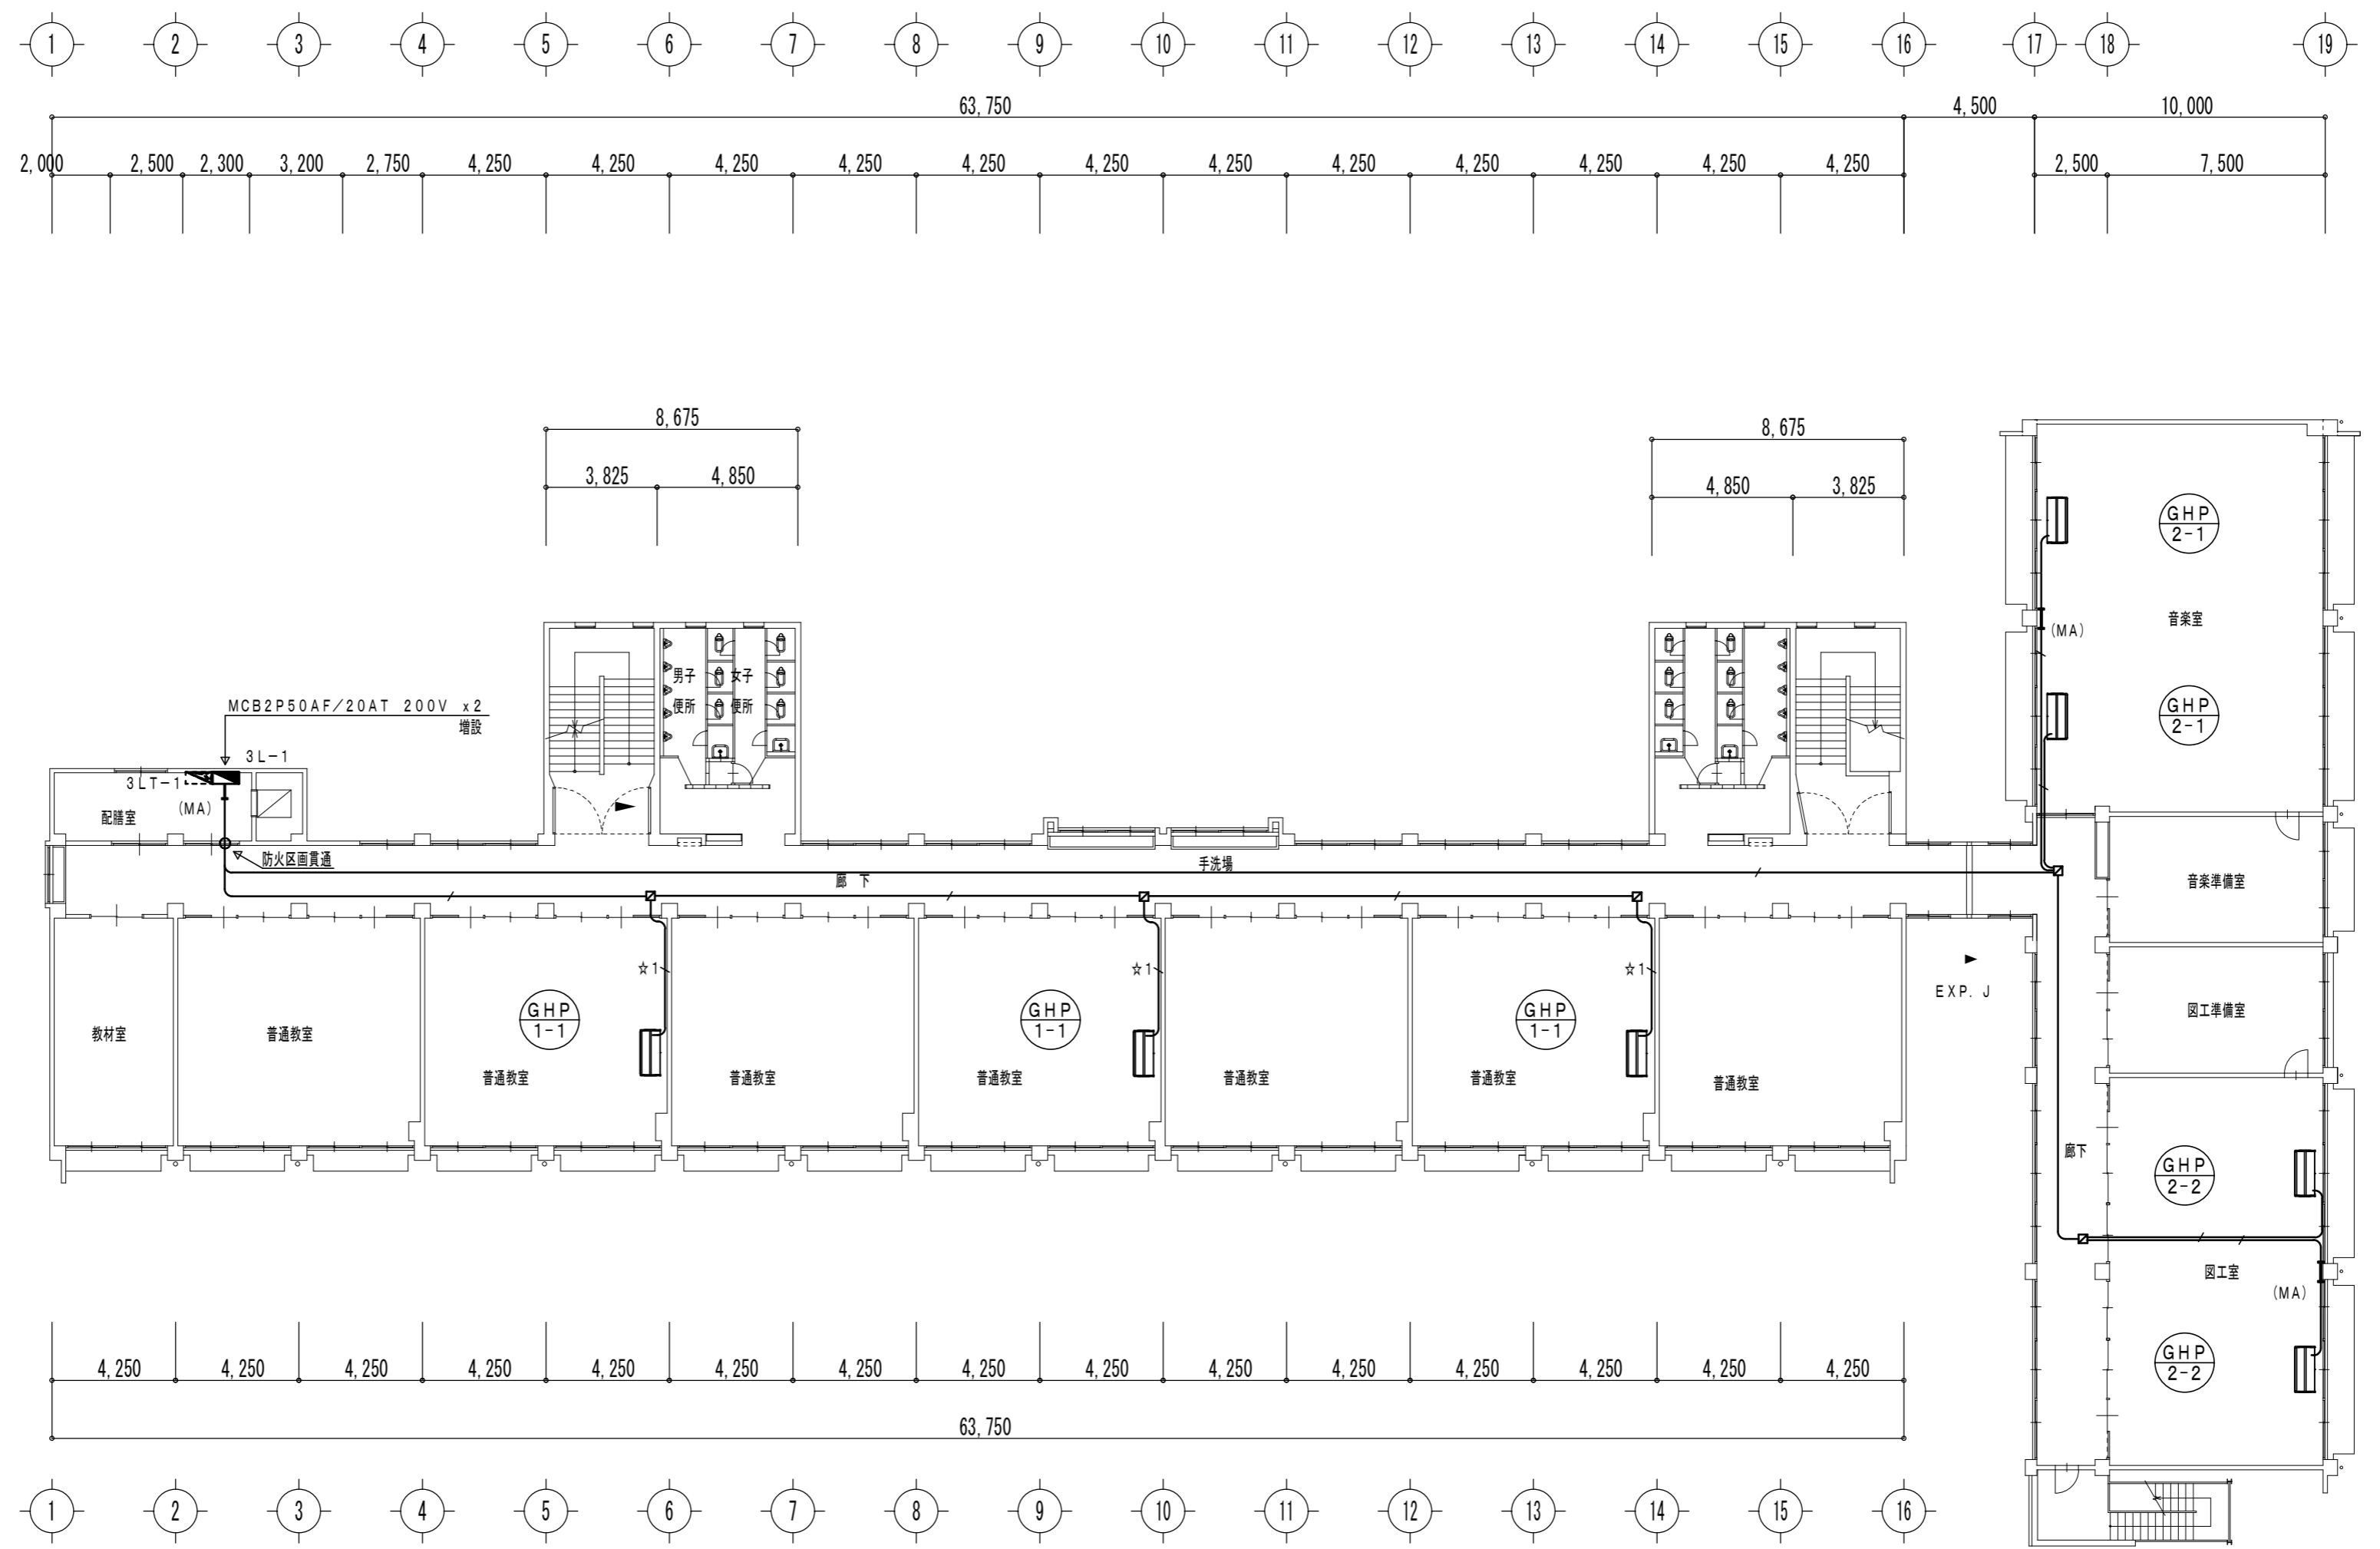 1 2 3 4 5 6 7 8 9 10 11 12 13 14 15 16 17 18 19
63,750 4,500 10,000
2,000 2,500 2,300 3,200 2,750 4,250 4,250 4,250 4,250 4,250 4,250 4,250 4,250 4,250 4,250 4,250 4,250 2,500 7,500
8,675 8,675
3,825 4,850 4,850 3,825
GHP
2-1
音楽室
(MA)
GHP
2-1
男子
便所
女子
便所
MCB2P50AF/20AT 200V x2
増設
3L-1
3LT-1
(MA)
配膳室
防火区画貫通
廊 下
手洗場
音楽準備室
☆1 ☆1 ☆1
EXP. J
図工準備室
GHP
1-1
GHP
1-1
GHP
1-1
教材室
普通教室
普通教室
普通教室
普通教室
普通教室
普通教室
普通教室
廊下
GHP
2-2
図工室
(MA)
GHP
2-2
4,250 4,250 4,250 4,250 4,250 4,250 4,250 4,250 4,250 4,250 4,250 4,250 4,250 4,250 4,250
63,750
1 2 3 4 5 6 7 8 9 10 11 12 13 14 15 16